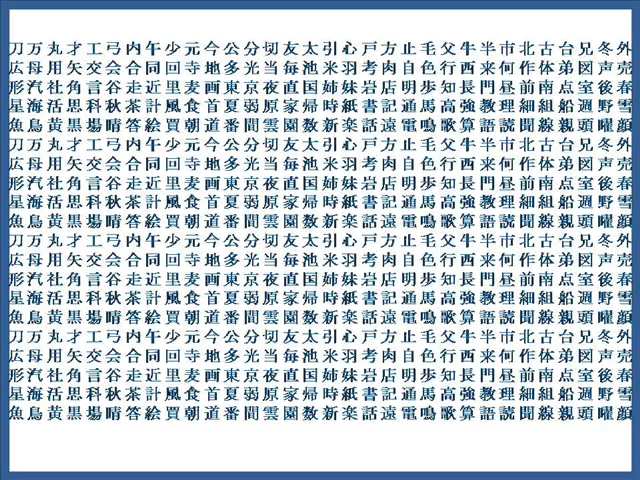 刀万丸才工弓内午少元今公分切友太引心戸方止毛父牛半市北古台兄冬外
広母用矢交会合同回寺地多光当毎池米羽考肉自色行西来何作体弟図声売
形汽社角言谷走近里麦画東京夜直国姉妹岩店明歩知長門昼前南点室後春
星海活思科秋茶計風食首夏弱原家帰時紙書記通馬高強教理細組船週野雪
魚鳥黄黒場晴答絵買朝道番間雲園数新楽話遠電鳴歌算語読聞線親頭曜顔
刀万丸才工弓内午少元今公分切友太引心戸方止毛父牛半市北古台兄冬外
広母用矢交会合同回寺地多光当毎池米羽考肉自色行西来何作体弟図声売
形汽社角言谷走近里麦画東京夜直国姉妹岩店明歩知長門昼前南点室後春
星海活思科秋茶計風食首夏弱原家帰時紙書記通馬高強教理細組船週野雪
魚鳥黄黒場晴答絵買朝道番間雲園数新楽話遠電鳴歌算語読聞線親頭曜顔
刀万丸才工弓内午少元今公分切友太引心戸方止毛父牛半市北古台兄冬外
広母用矢交会合同回寺地多光当毎池米羽考肉自色行西来何作体弟図声売
形汽社角言谷走近里麦画東京夜直国姉妹岩店明歩知長門昼前南点室後春
星海活思科秋茶計風食首夏弱原家帰時紙書記通馬高強教理細組船週野雪
魚鳥黄黒場晴答絵買朝道番間雲園数新楽話遠電鳴歌算語読聞線親頭曜顔
刀万丸才工弓内午少元今公分切友太引心戸方止毛父牛半市北古台兄冬外
広母用矢交会合同回寺地多光当毎池米羽考肉自色行西来何作体弟図声売
形汽社角言谷走近里麦画東京夜直国姉妹岩店明歩知長門昼前南点室後春
星海活思科秋茶計風食首夏弱原家帰時紙書記通馬高強教理細組船週野雪
魚鳥黄黒場晴答絵買朝道番間雲園数新楽話遠電鳴歌算語読聞線親頭曜顔